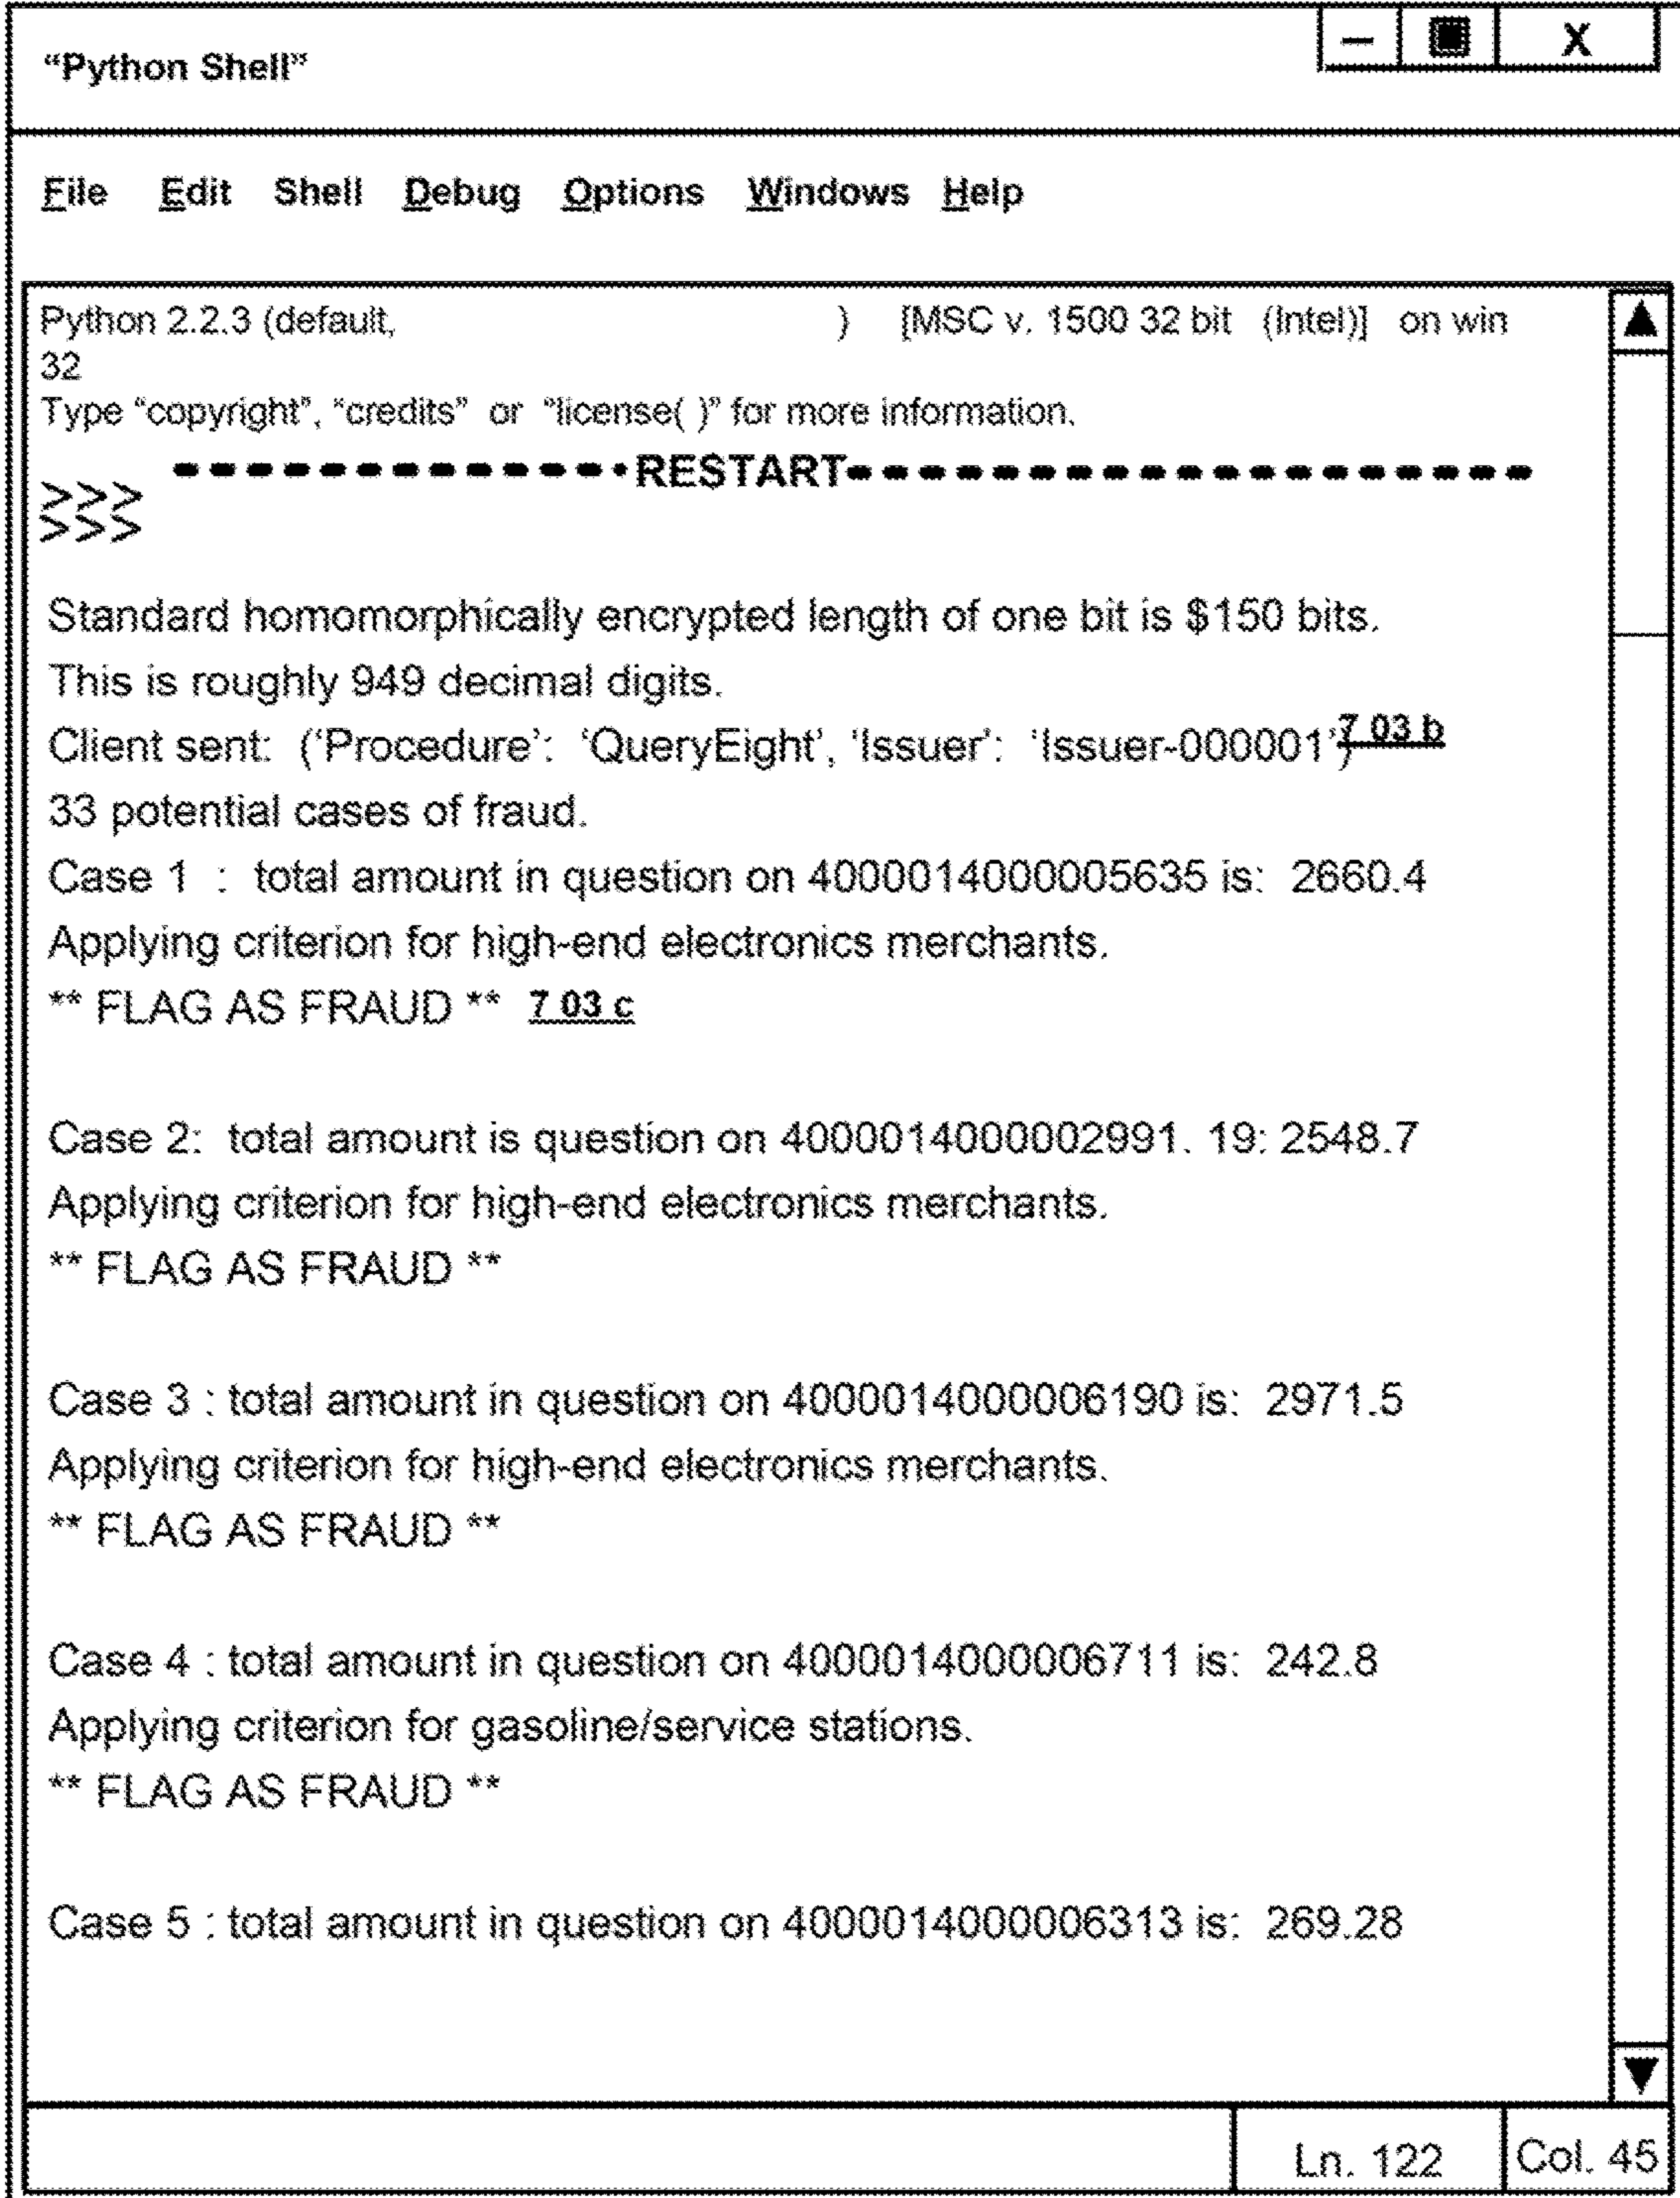 “Python Shell”
– X
File Edit Shell Debug Options Windows Help
Python 2.2.3 (default, ) [MSC v. 1500 32 bit (Intel)] on win
32
Type “copyright”, “credits” or “license( )” for more information.
---------------RESTART-------------------
>>>
>>>
Standard homomorphically encrypted length of one bit is $150 bits.
This is roughly 949 decimal digits.
Client sent: (‘Procedure’: ‘QueryEight’, ‘Issuer’: ‘Issuer-000001’) 7 03 b
33 potential cases of fraud.
Case 1 : total amount in question on 4000014000005635 is: 2660.4
Applying criterion for high-end electronics merchants.
** FLAG AS FRAUD ** 7 03 c
Case 2: total amount is question on 4000014000002991. 19: 2548.7
Applying criterion for high-end electronics merchants.
** FLAG AS FRAUD **
Case 3 : total amount in question on 4000014000006190 is: 2971.5
Applying criterion for high-end electronics merchants.
** FLAG AS FRAUD **
Case 4 : total amount in question on 4000014000006711 is: 242.8
Applying criterion for gasoline/service stations.
** FLAG AS FRAUD **
Case 5 : total amount in question on 4000014000006313 is: 269.28
Ln. 122 Col. 45